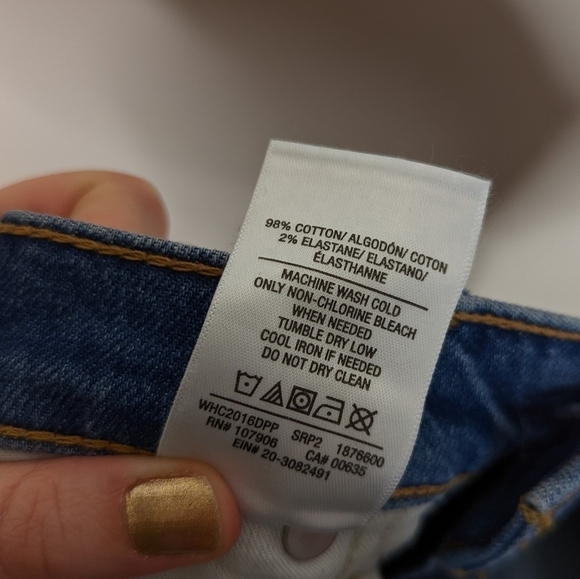 98% COTTON/ ALGODÓN/ COTON
2% ELASTANE/ ELASTANO/
ÉLASTHANNE
MACHINE WASH COLD
ONLY NON-CHLORINE BLEACH
WHEN NEEDED
TUMBLE DRY LOW
COOL IRON IF NEEDED
DO NOT DRY CLEAN
WHC2016DPP SRP2 1876600
RN# 107906 CA# 00635
EIN# 20-3082491